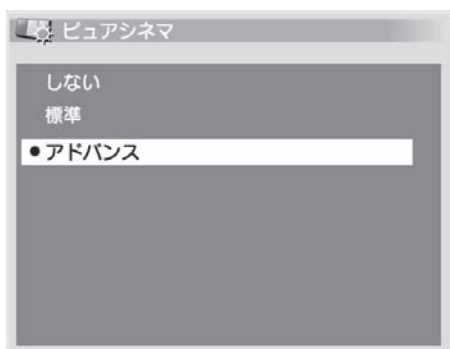 ピュアシネマ
しない
標準
● アドバンス